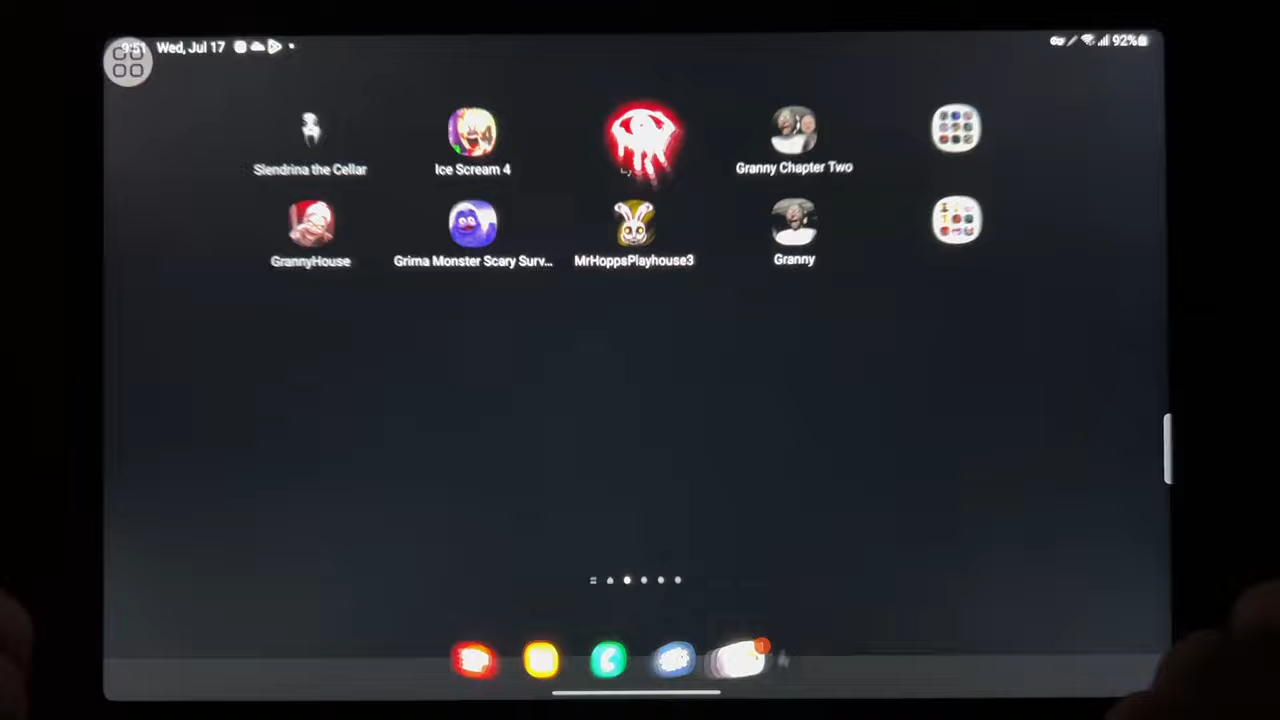 9:51 Wed, Jul 17
92%
Slendrina the Cellar
Ice Scream 4
Granny Chapter Two
GrannyHouse
Grima Monster Scary Surv...
MrHoppsPlayhouse3
Granny
1